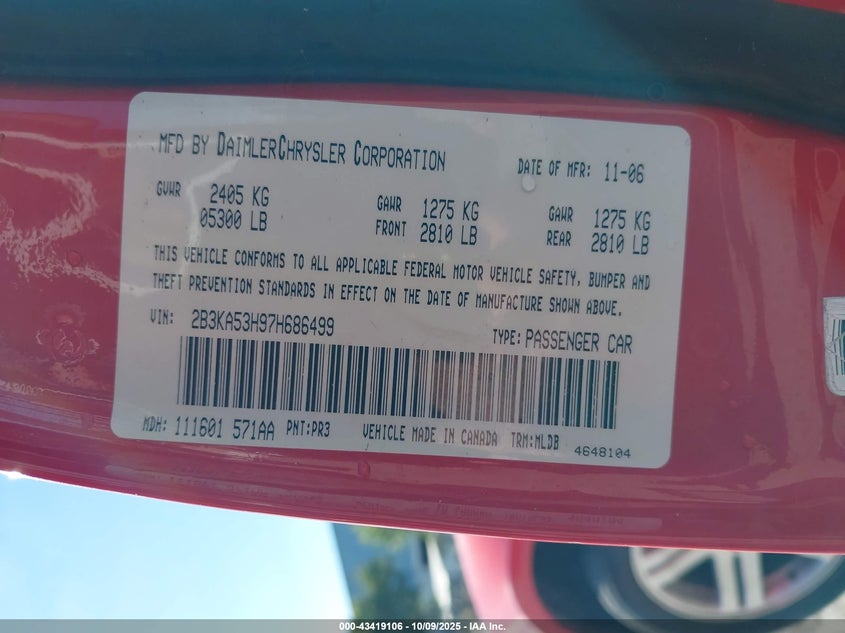 MFD BY DAIMLERCHRYSLER CORPORATION DATE OF MFR: 11-06
GVWR 2405 KG GAWR 1275 KG GAWR 1275 KG
05300 LB FRONT 2810 LB REAR 2810 LB
THIS VEHICLE CONFORMS TO ALL APPLICABLE FEDERAL MOTOR VEHICLE SAFETY, BUMPER AND
THEFT PREVENTION STANDARDS IN EFFECT ON THE DATE OF MANUFACTURE SHOWN ABOVE.
VIN: 2B3KA53H97H686499 TYPE: PASSENGER CAR
MDH: 111601 571AA PNT:PR3 VEHICLE MADE IN CANADA TRM:MLDB 4648104
000-43419106 - 10/09/2025 - IAA Inc.